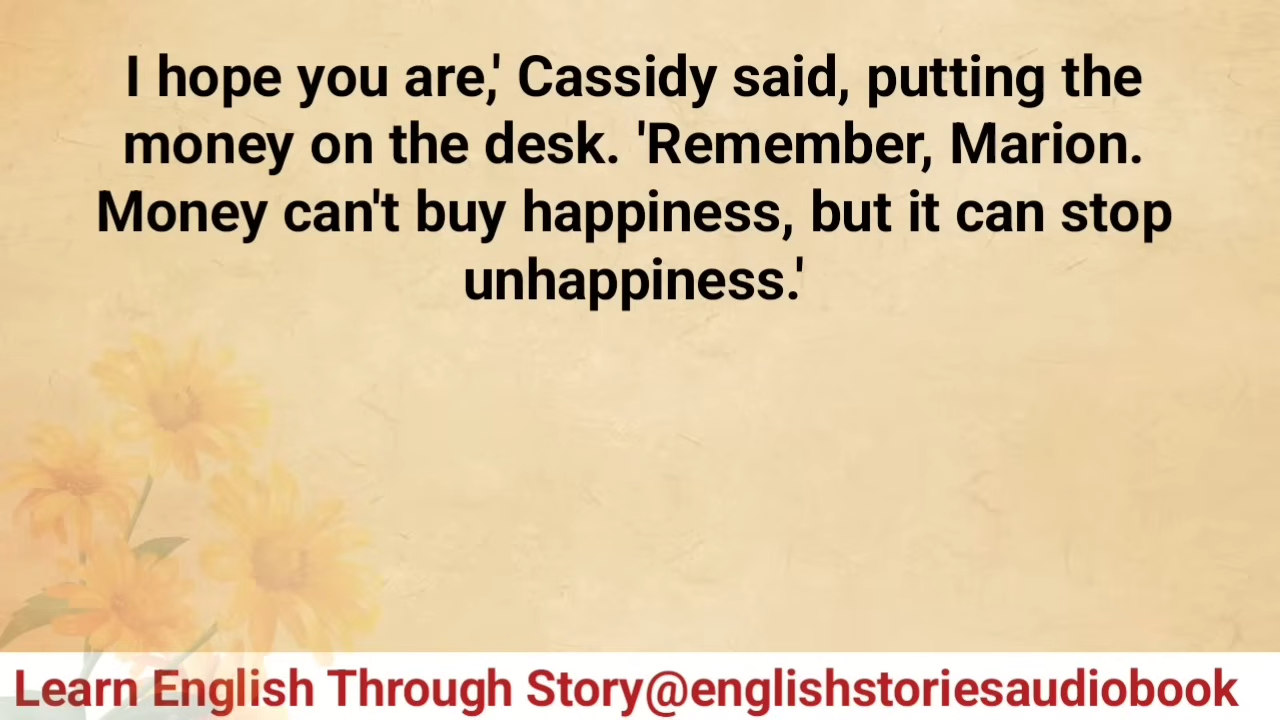 I hope you are,' Cassidy said, putting the
money on the desk. 'Remember, Marion.
Money can't buy happiness, but it can stop
unhappiness.'
Learn English Through Story@englishstoriesaudiobook